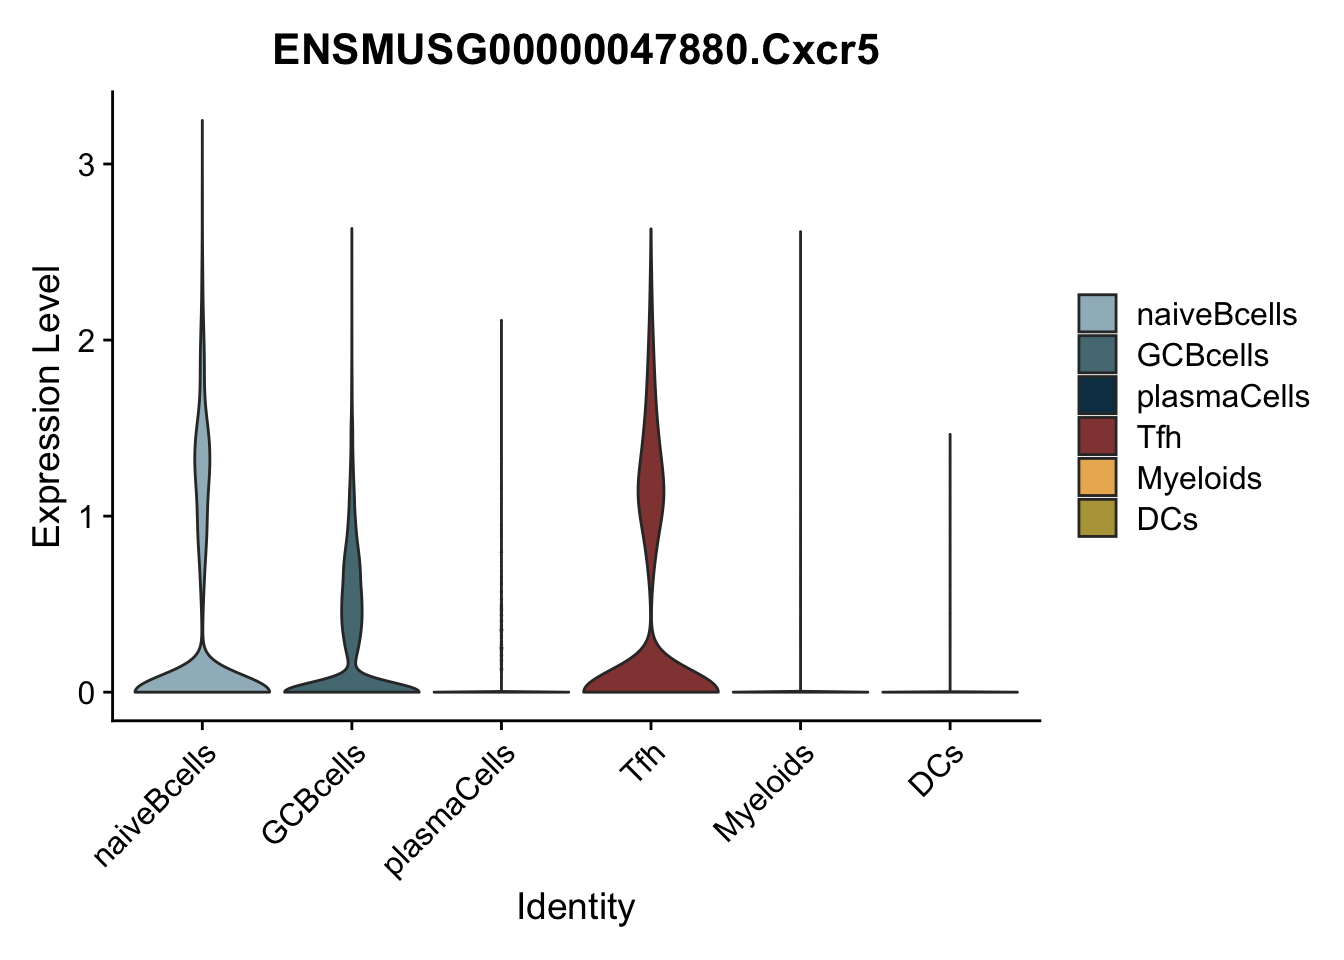 ENSMUSG00000047880.Cxcr5
Expression Level
3
2
1
0
naiveBcells
GCBcells
plasmaCells
Tfh
Myeloids
DCs
Identity
naiveBcells
GCBcells
plasmaCells
Tfh
Myeloids
DCs